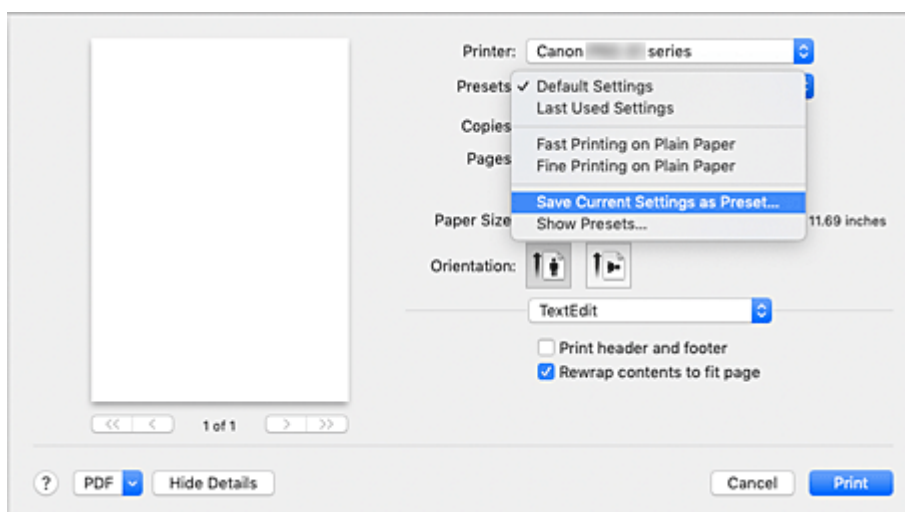 Printer: Canon series
Presets ✓ Default Settings
Last Used Settings
Copies
Fast Printing on Plain Paper
Pages
Fine Printing on Plain Paper
Save Current Settings as Preset...
Paper Size 11.69 inches
Show Presets...
Orientation:
TextEdit
Print header and footer
Rewrap contents to fit page
<< < 1 of 1 > >>
? PDF Hide Details Cancel Print